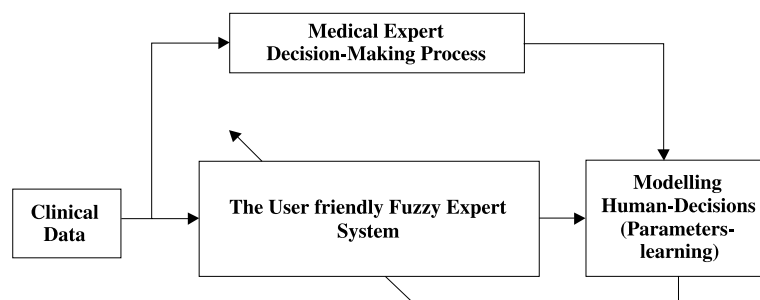 Medical Expert
Decision-Making Process
Clinical
Data
The User friendly Fuzzy Expert
System
Modelling
Human-Decisions
(Parameters-
learning)